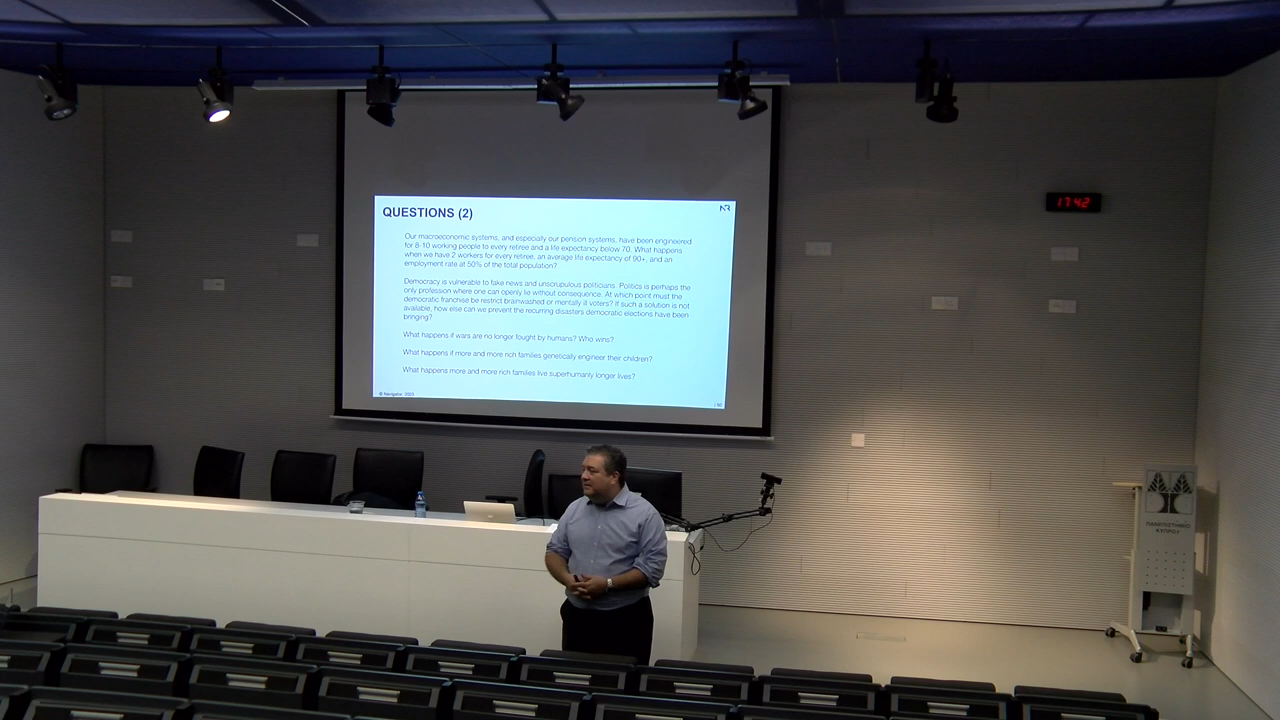 17:42
QUESTIONS (2)
NR
Our macroeconomic systems, and especially our pension systems, have been engineered
for 8-10 working people to every retiree and a life expectancy below 70. What happens
when we have 2 workers for every retiree, an average life expectancy of 90+, and an
employment rate at 50% of the total population?
Democracy is vulnerable to fake news and unscrupulous politicians. Politics is perhaps the
only profession where one can openly lie without consequence. At which point must the
democratic franchise be restrict brainwashed or mentally ill voters? If such a solution is not
available, how else can we prevent the recurring disasters democratic elections have been
bringing?
What happens if wars are no longer fought by humans? Who wins?
What happens if more and more rich families genetically engineer their children?
What happens more and more rich families live superhumanly longer lives?
© Navigator 2023
ΠΑΝΕΠΙΣΤΗΜΙΟ
ΚΥΠΡΟΥ